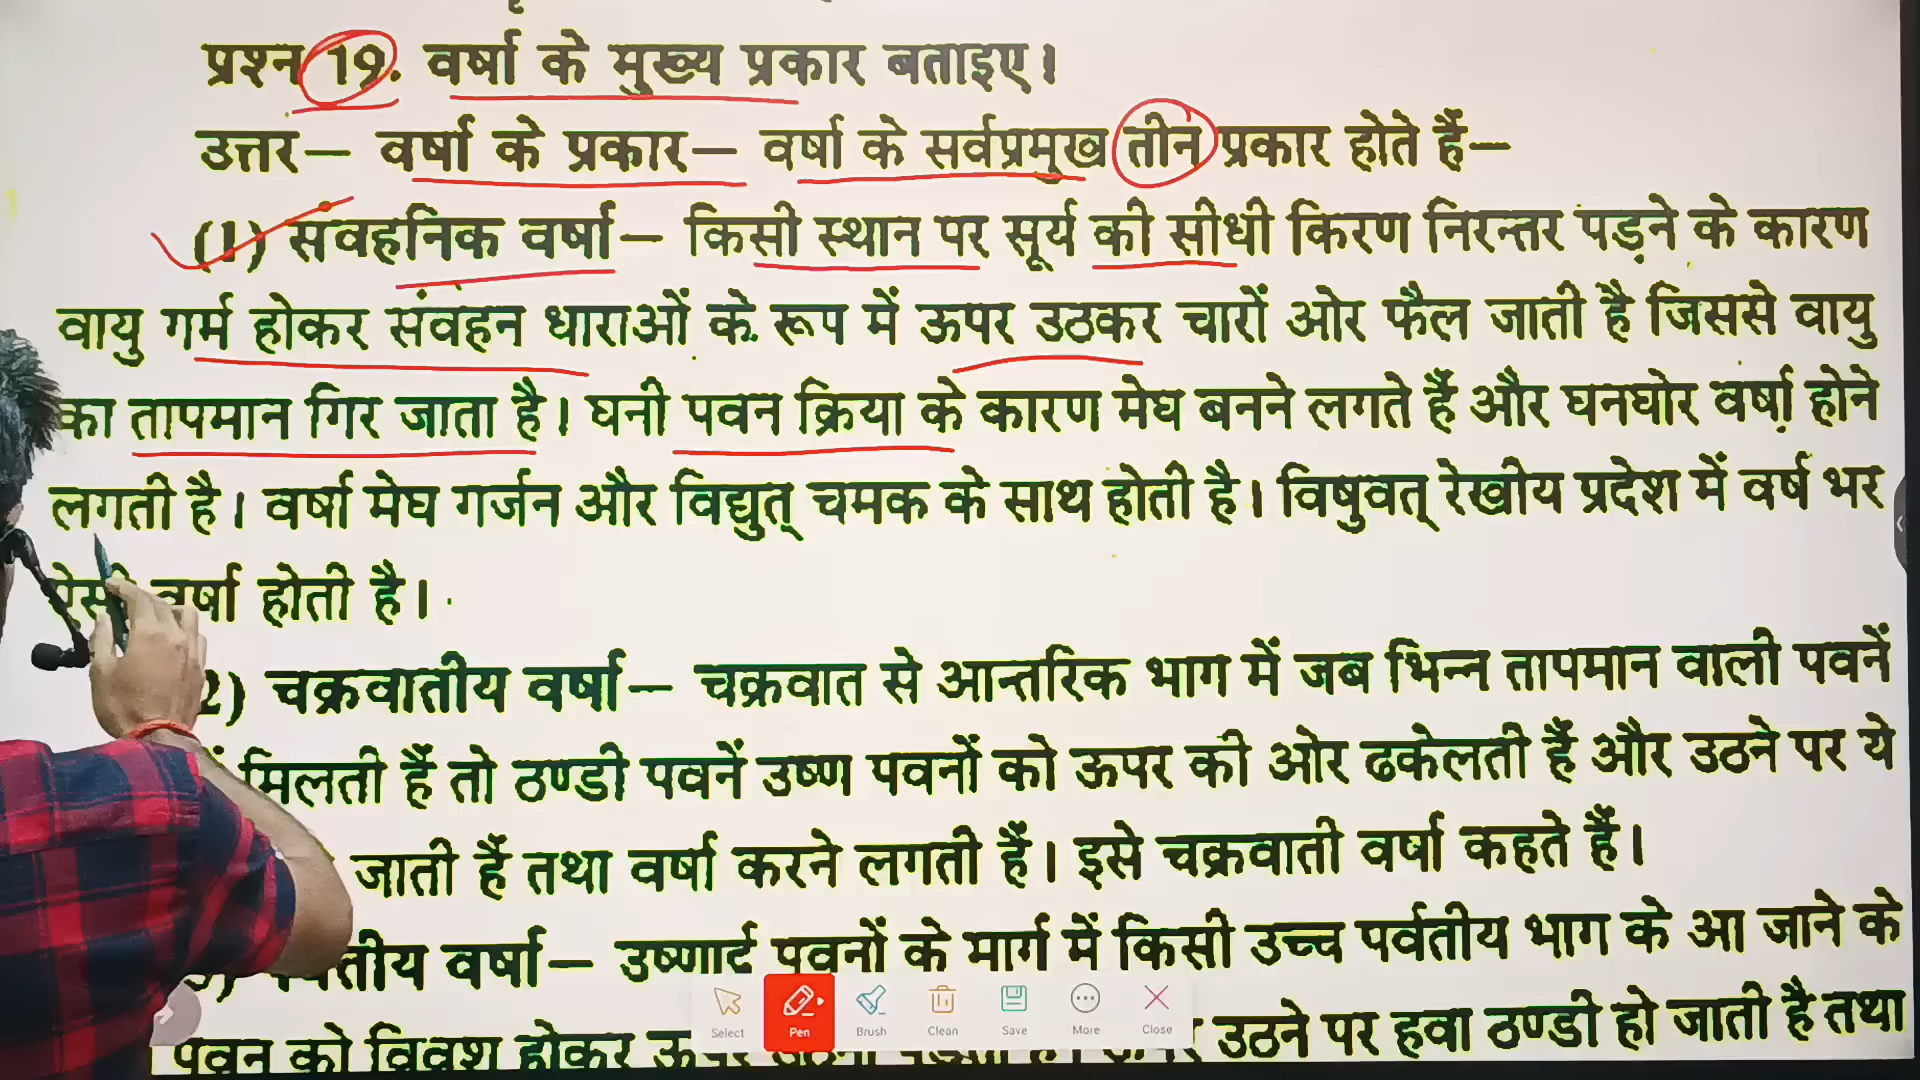 प्रश्न 19. वर्षा के मुख्य प्रकार बताइए।
उत्तर— वर्षा के प्रकार— वर्षा के सर्वप्रमुख तीन प्रकार होते हैं—
(1) संवहनिक वर्षा— किसी स्थान पर सूर्य की सीधी किरण निरन्तर पड़ने के कारण
वायु गर्म होकर संवहन धाराओं के रूप में ऊपर उठकर चारों ओर फैल जाती है जिससे वायु
का तापमान गिर जाता है। घनी पवन क्रिया के कारण मेघ बनने लगते हैं और घनघोर वर्षा होने
लगती है। वर्षा मेघ गर्जन और विद्युत् चमक के साथ होती है। विषुवत् रेखीय प्रदेश में वर्ष भर
वर्षा होती है।
2) चक्रवातीय वर्षा— चक्रवात से आन्तरिक भाग में जब भिन्न तापमान वाली पवनें
मिलती हैं तो ठण्डी पवनें उष्ण पवनों को ऊपर की ओर ढकेलती हैं और उठने पर ये
जाती हैं तथा वर्षा करने लगती हैं। इसे चक्रवाती वर्षा कहते हैं।
वर्षा— उष्णार्द्र पवनों के मार्ग में किसी उच्च पर्वतीय भाग के आ जाने के
पवन को विवश होकर उठने पर हवा ठण्डी हो जाती है तथा
Select Pen Brush Clean Save More Close